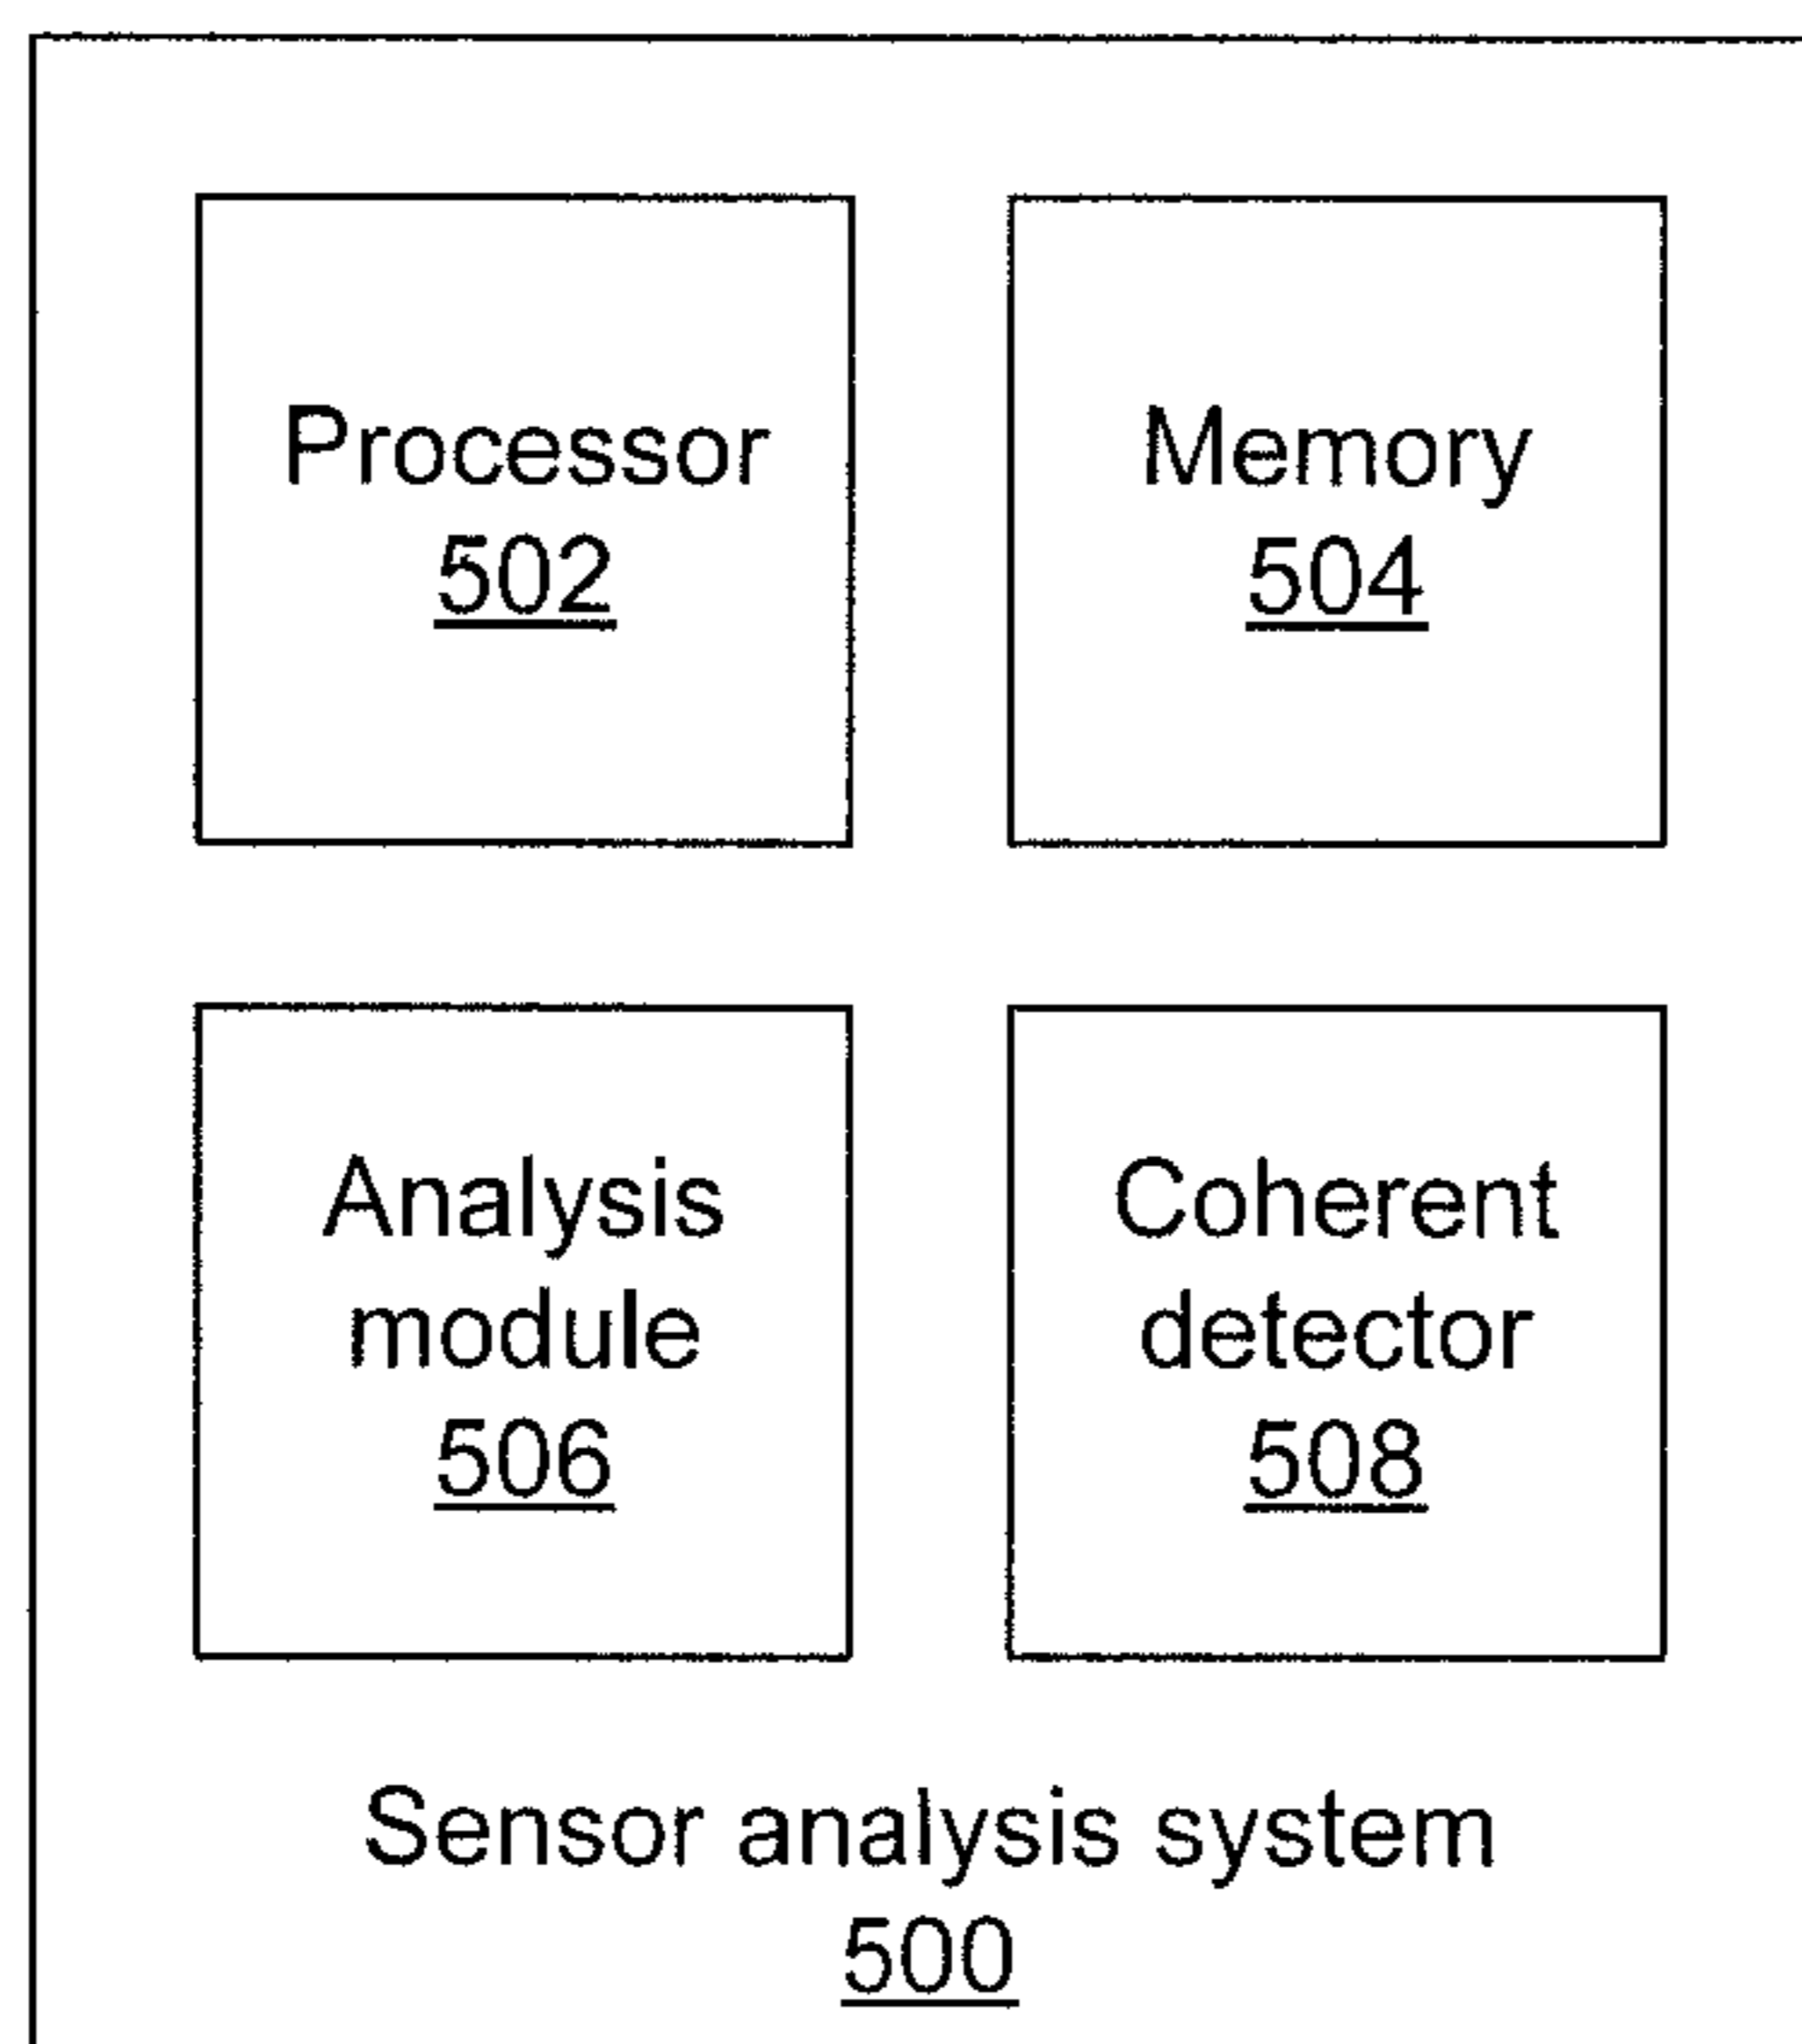 Processor
502
Memory
504
Analysis
module
506
Coherent
detector
508
Sensor analysis system
500